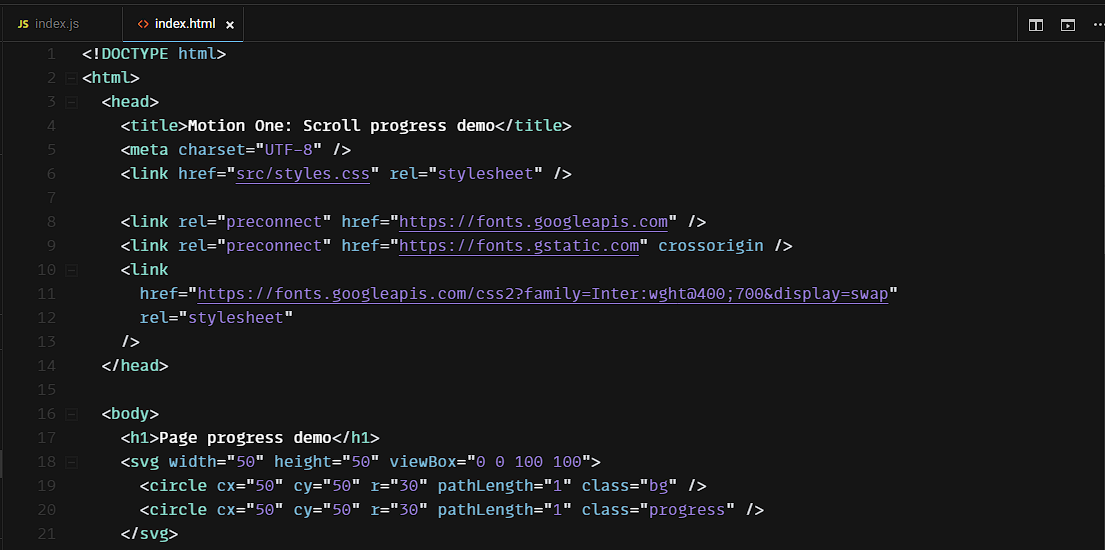 JS index.js <> index.html ×
1 <!DOCTYPE html>
2 <html>
3 <head>
4 <title>Motion One: Scroll progress demo</title>
5 <meta charset="UTF-8" />
6 <link href="src/styles.css" rel="stylesheet" />
7
8 <link rel="preconnect" href="https://fonts.googleapis.com" />
9 <link rel="preconnect" href="https://fonts.gstatic.com" crossorigin />
10 <link
11 href="https://fonts.googleapis.com/css2?family=Inter:wght@400;700&display=swap"
12 rel="stylesheet"
13 />
14 </head>
15
16 <body>
17 <h1>Page progress demo</h1>
18 <svg width="50" height="50" viewBox="0 0 100 100">
19 <circle cx="50" cy="50" r="30" pathLength="1" class="bg" />
20 <circle cx="50" cy="50" r="30" pathLength="1" class="progress" />
21 </svg>